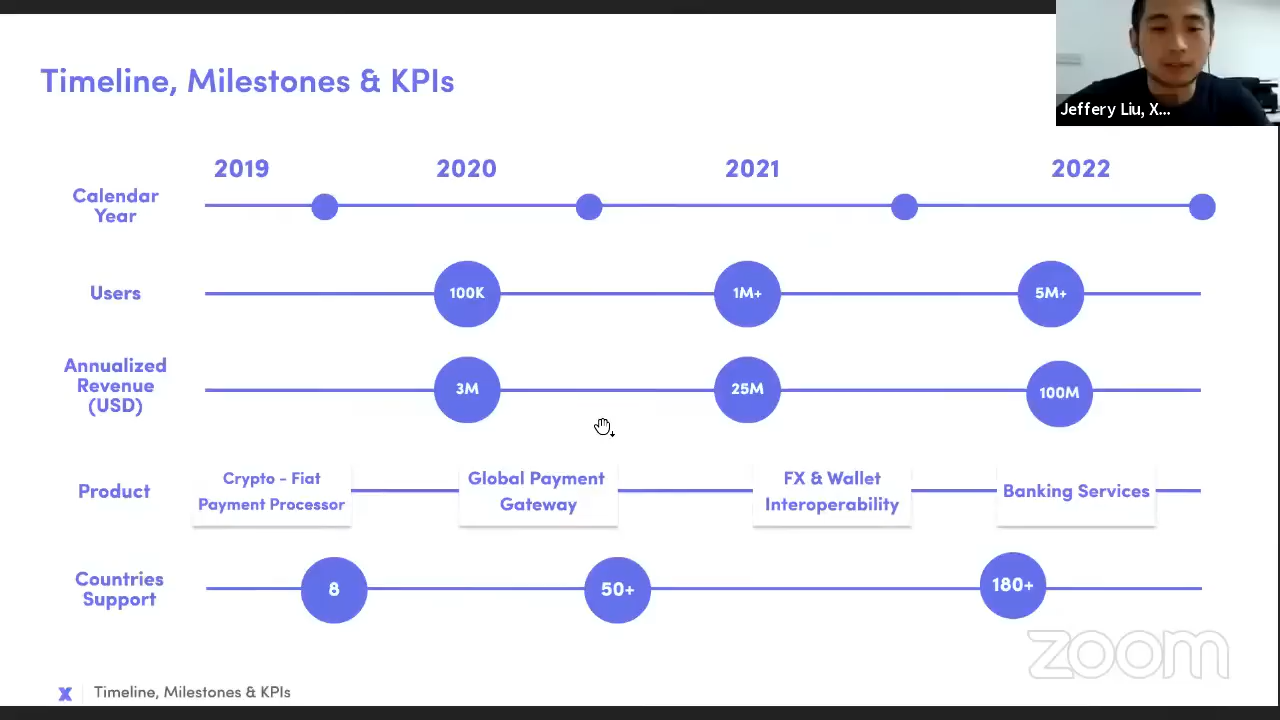 Timeline, Milestones & KPIs
Jeffery Liu, X...
2019 2020 2021 2022
Calendar
Year
Users
100K 1M+ 5M+
Annualized
Revenue
(USD)
3M 25M 100M
Product
Crypto - Fiat
Payment Processor
Global Payment
Gateway
FX & Wallet
Interoperability
Banking Services
Countries
Support
8 50+ 180+
zoom
X
Timeline, Milestones & KPIs